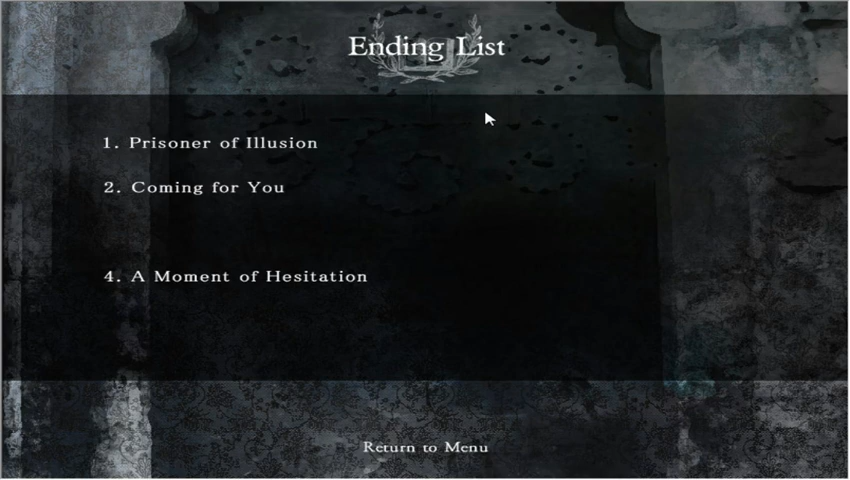 Ending List
1. Prisoner of Illusion
2. Coming for You
4. A Moment of Hesitation
Return to Menu